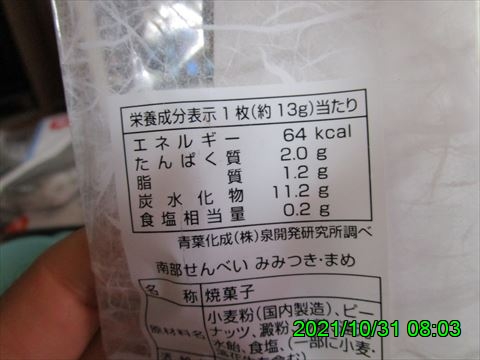 栄養成分表示1枚(約13g)当たり
エネルギー 64 kcal
たんぱく質 2.0 g
脂質 1.2 g
炭水化物 11.2 g
食塩相当量 0.2 g
青葉化成(株)泉開発研究所調べ
南部せんべい みみつき・まめ
名称 焼菓子
原材料名 小麦粉(国内製造)、ピー
ナッツ、澱粉、
水飴、食塩、(一部に小麦・
2021/10/31 08:03